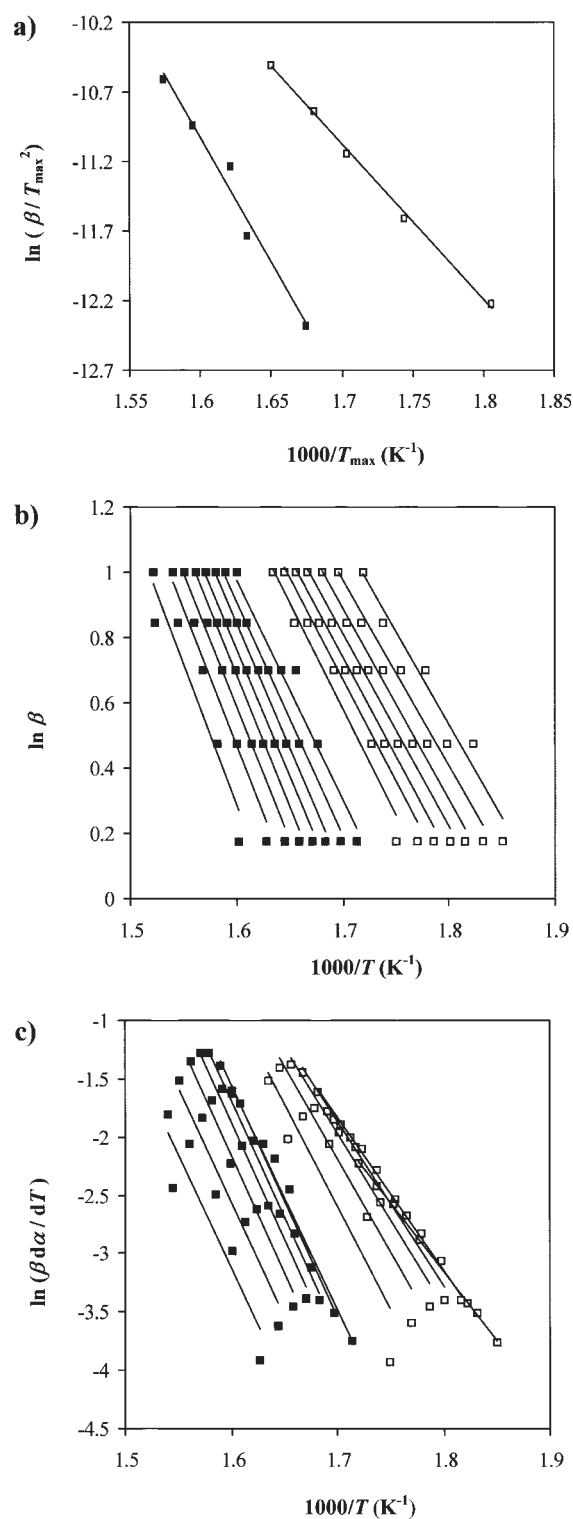 a)
-10.2
-10.7
-11.2
-11.7
-12.2
-12.7
ln ( β / Tmax²)
1.55 1.6 1.65 1.7 1.75 1.8 1.85
1000/Tmax (K⁻¹)
b)
1.2
1
0.8
0.6
0.4
0.2
0
ln β
1.5 1.6 1.7 1.8 1.9
1000/T (K⁻¹)
c)
-1
-1.5
-2
-2.5
-3
-3.5
-4
-4.5
ln (β dα / dT)
1.5 1.6 1.7 1.8 1.9
1000/T (K⁻¹)